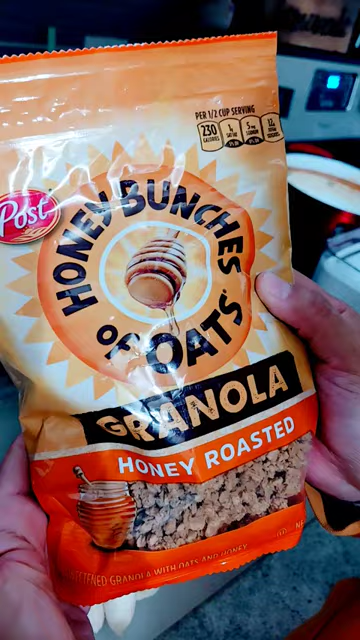 PER 1/2 CUP SERVING
230 CALORIES
Post
HONEY BUNCHES
OF OATS
GRANOLA
HONEY ROASTED
GRANOLA WITH OATS AND HONEY